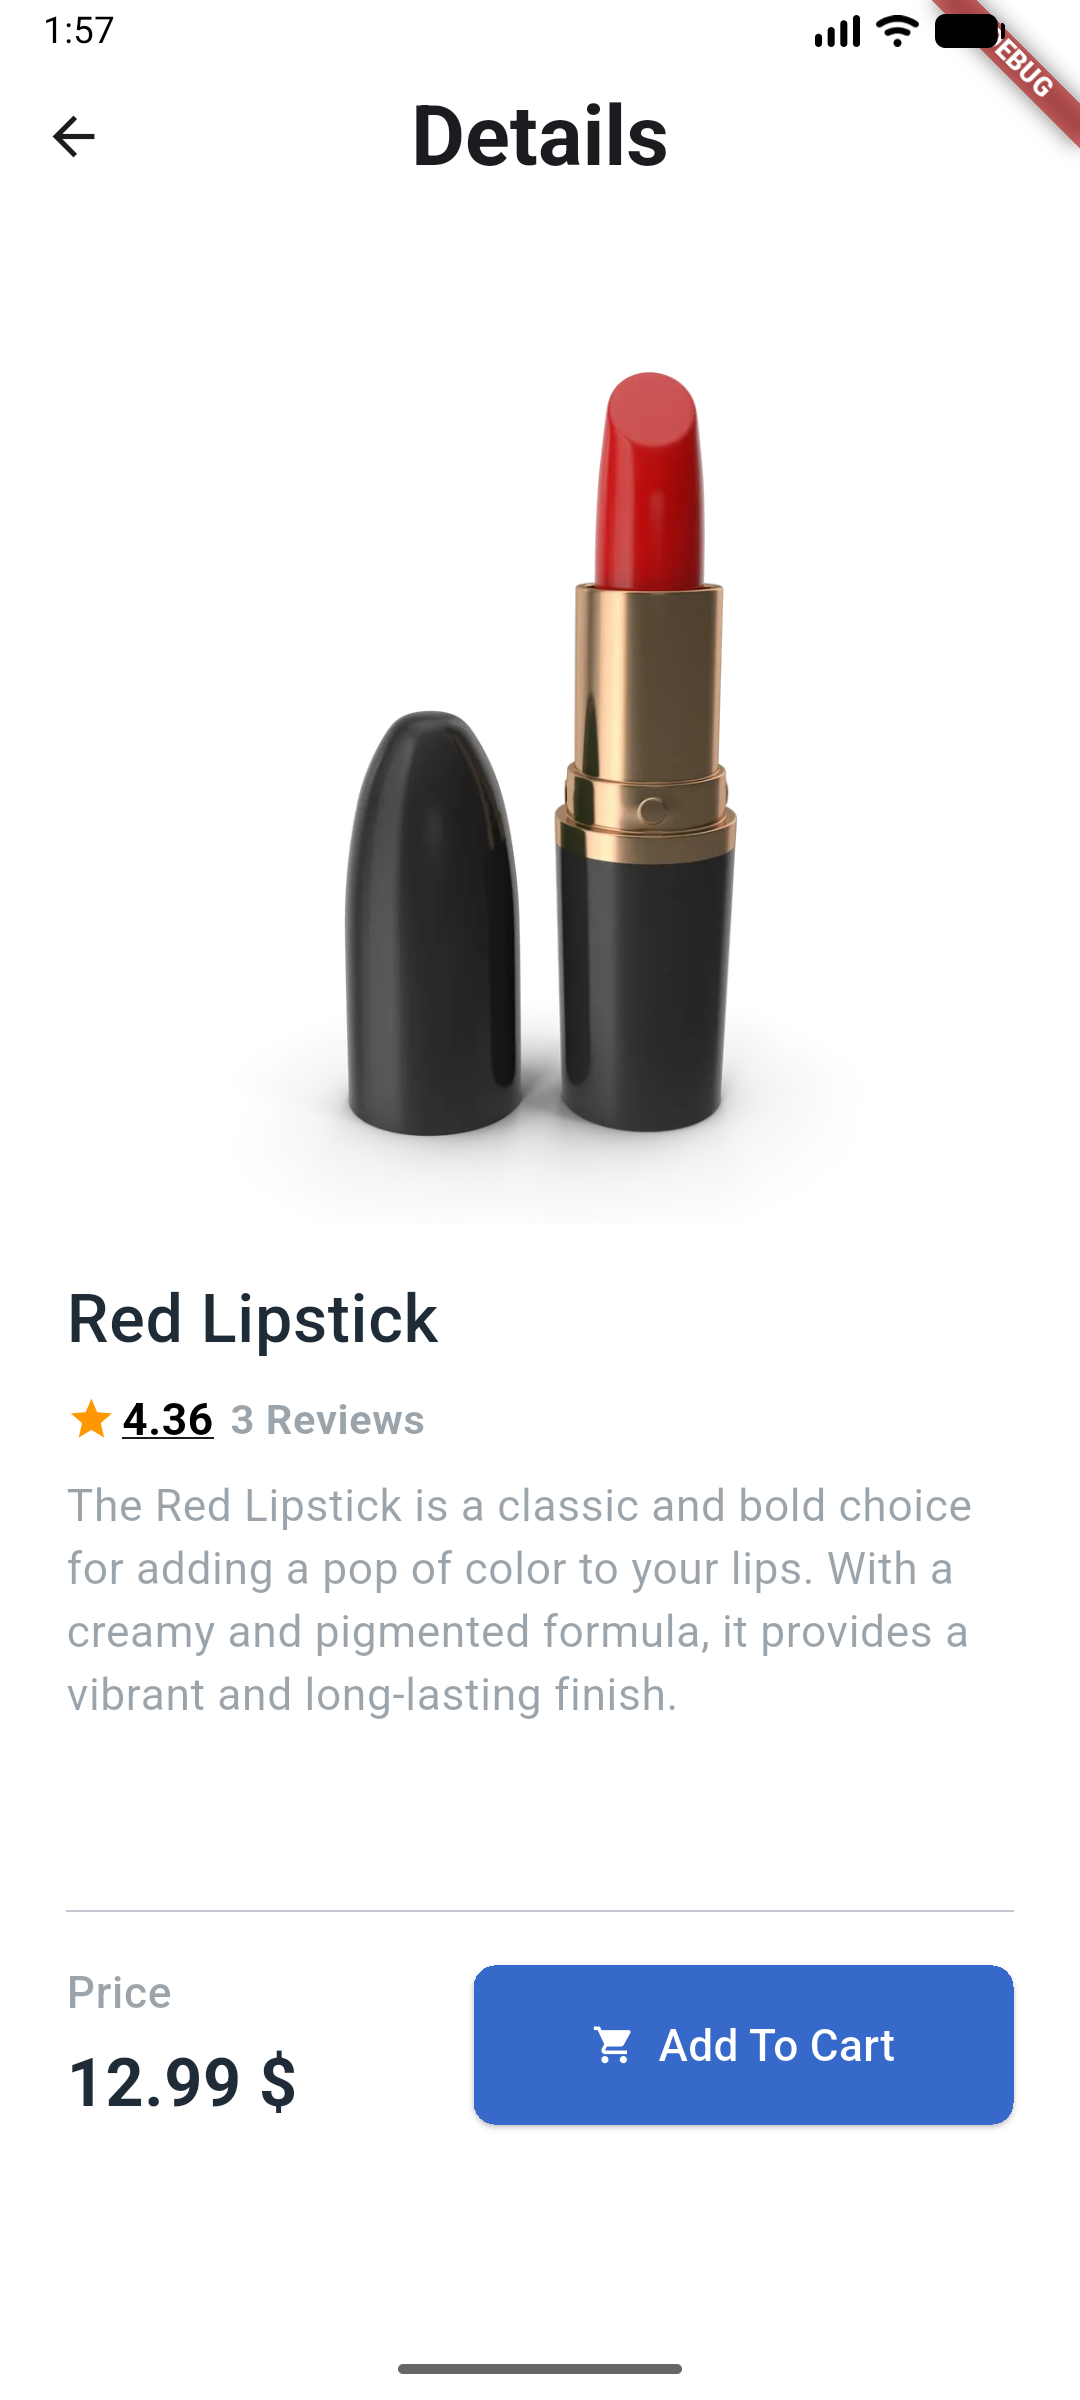 1:57
EBUG
Details
Red Lipstick
4.36 3 Reviews
The Red Lipstick is a classic and bold choice
for adding a pop of color to your lips. With a
creamy and pigmented formula, it provides a
vibrant and long-lasting finish.
Price
12.99 $
Add To Cart